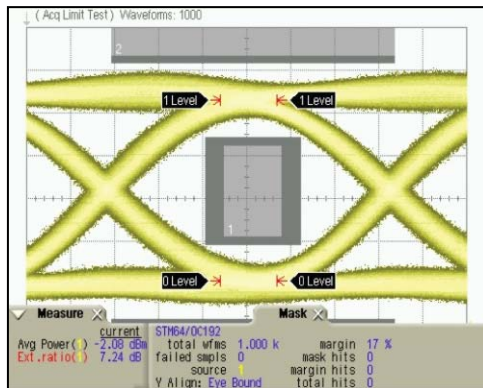 ( Acq Limit Test ) Waveforms: 1000
2
1 Level 1 Level
1
0 Level 0 Level
Measure X Mask X
current
Avg Power(1) -2.08 dBm
Ext.ratio(1) 7.24 dB
STM64/OC192
total wfms 1.000 k margin 17 %
failed smpls 0 mask hits 0
source 1 margin hits 0
Y Align: Eye Bound total hits 0